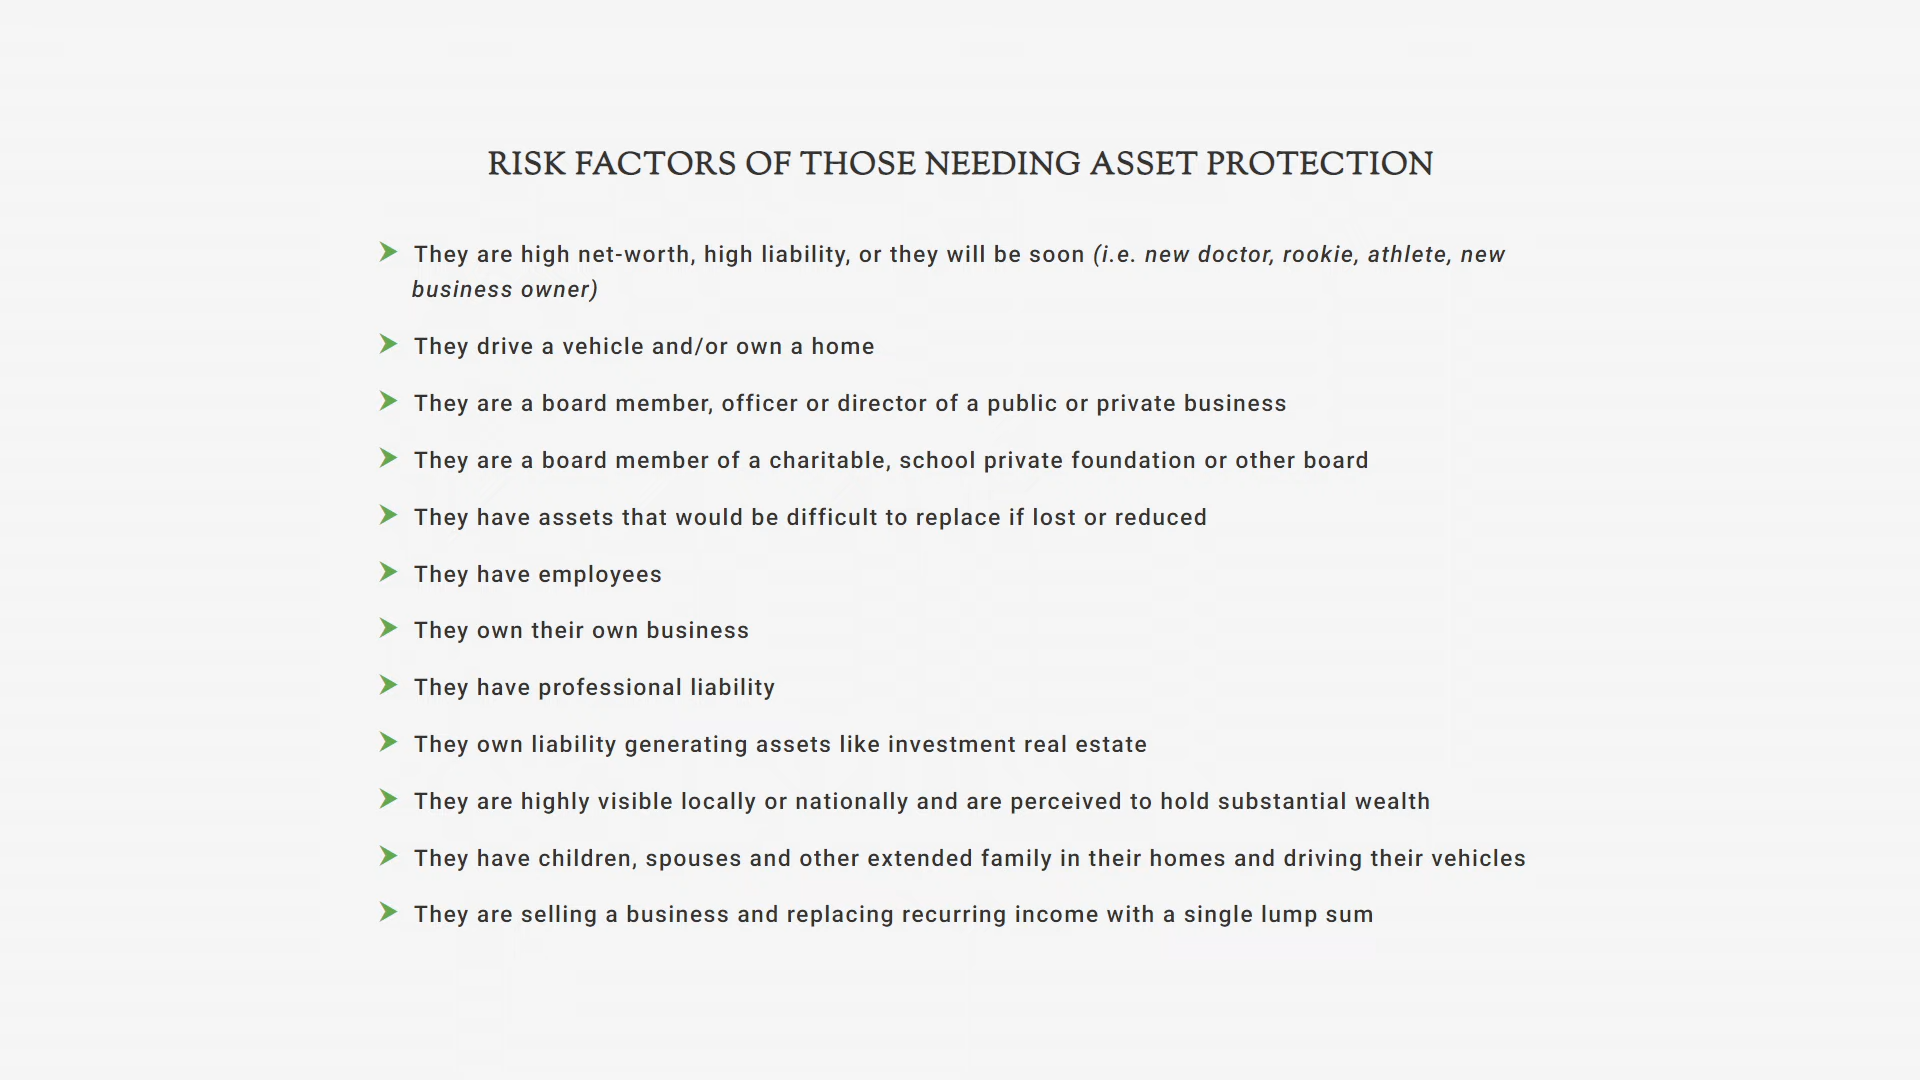 RISK FACTORS OF THOSE NEEDING ASSET PROTECTION
They are high net-worth, high liability, or they will be soon (i.e. new doctor, rookie, athlete, new
business owner)
They drive a vehicle and/or own a home
They are a board member, officer or director of a public or private business
They are a board member of a charitable, school private foundation or other board
They have assets that would be difficult to replace if lost or reduced
They have employees
They own their own business
They have professional liability
They own liability generating assets like investment real estate
They are highly visible locally or nationally and are perceived to hold substantial wealth
They have children, spouses and other extended family in their homes and driving their vehicles
They are selling a business and replacing recurring income with a single lump sum